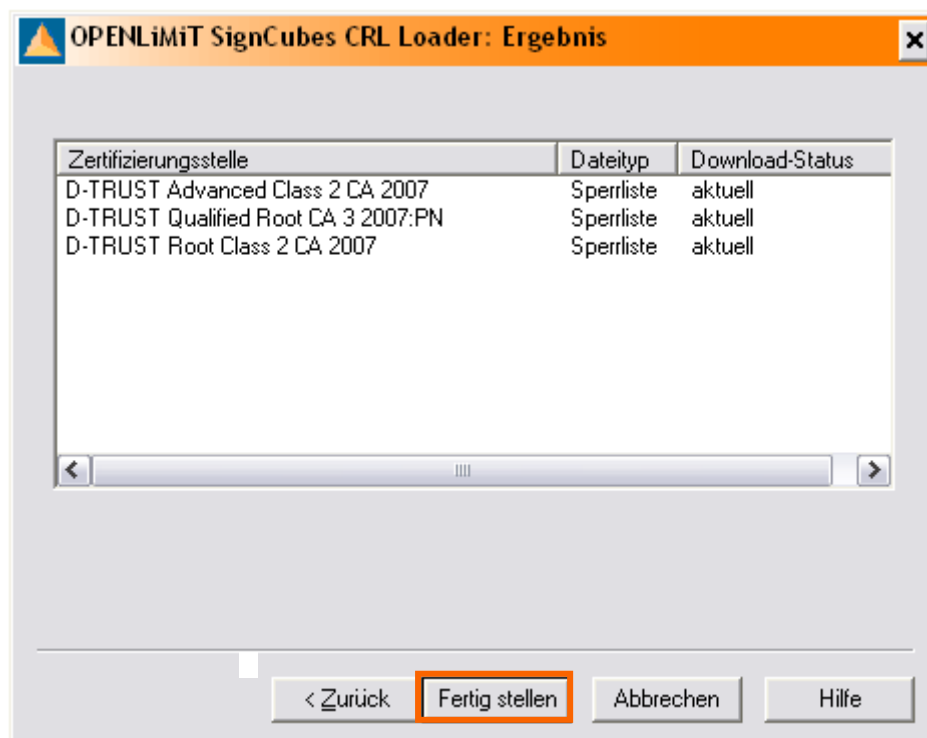 OPENLiMiT SignCubes CRL Loader: Ergebnis
Zertifizierungsstelle Dateityp Download-Status
D-TRUST Advanced Class 2 CA 2007 Sperrliste aktuell
D-TRUST Qualified Root CA 3 2007:PN Sperrliste aktuell
D-TRUST Root Class 2 CA 2007 Sperrliste aktuell
< Zurück Fertig stellen Abbrechen Hilfe